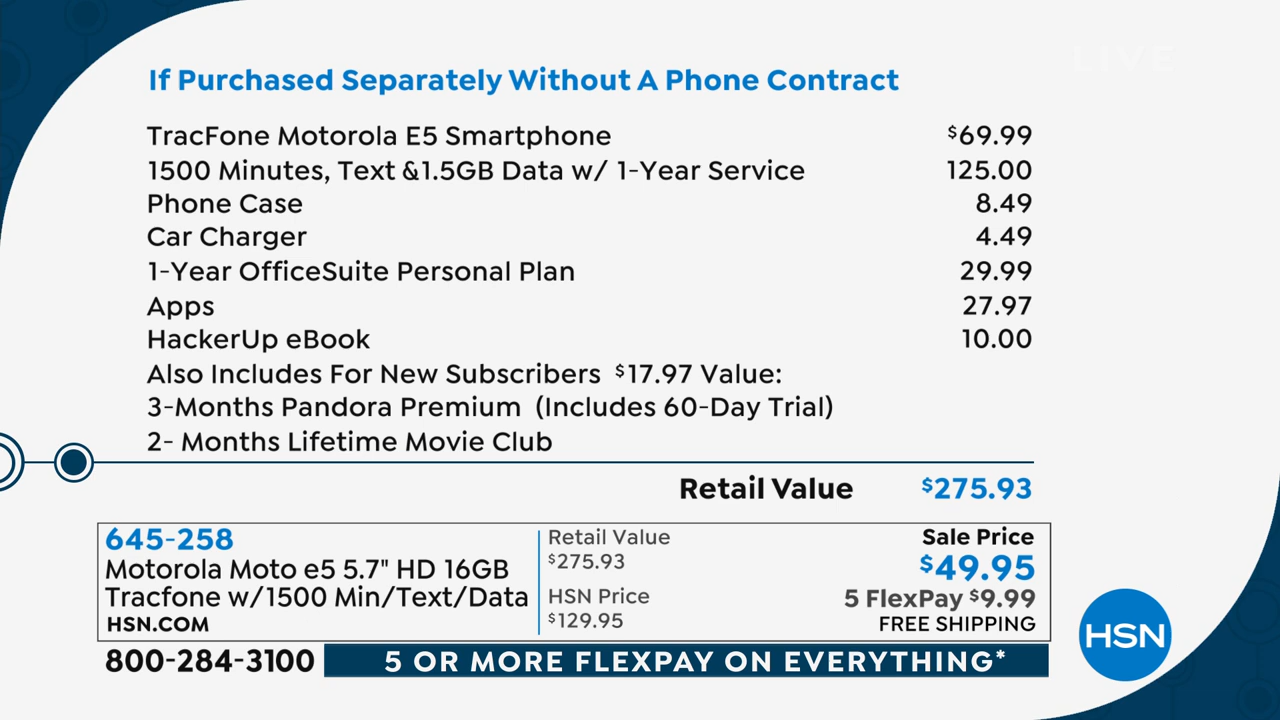 LIVE
If Purchased Separately Without A Phone Contract
TracFone Motorola E5 Smartphone $69.99
1500 Minutes, Text &1.5GB Data w/ 1-Year Service 125.00
Phone Case 8.49
Car Charger 4.49
1-Year OfficeSuite Personal Plan 29.99
Apps 27.97
HackerUp eBook 10.00
Also Includes For New Subscribers $17.97 Value:
3-Months Pandora Premium (Includes 60-Day Trial)
2- Months Lifetime Movie Club
Retail Value $275.93
645-258
Motorola Moto e5 5.7" HD 16GB
Tracfone w/1500 Min/Text/Data
HSN.COM
Retail Value
$275.93
HSN Price
$129.95
Sale Price
$49.95
5 FlexPay $9.99
FREE SHIPPING
HSN
800-284-3100
5 OR MORE FLEXPAY ON EVERYTHING*